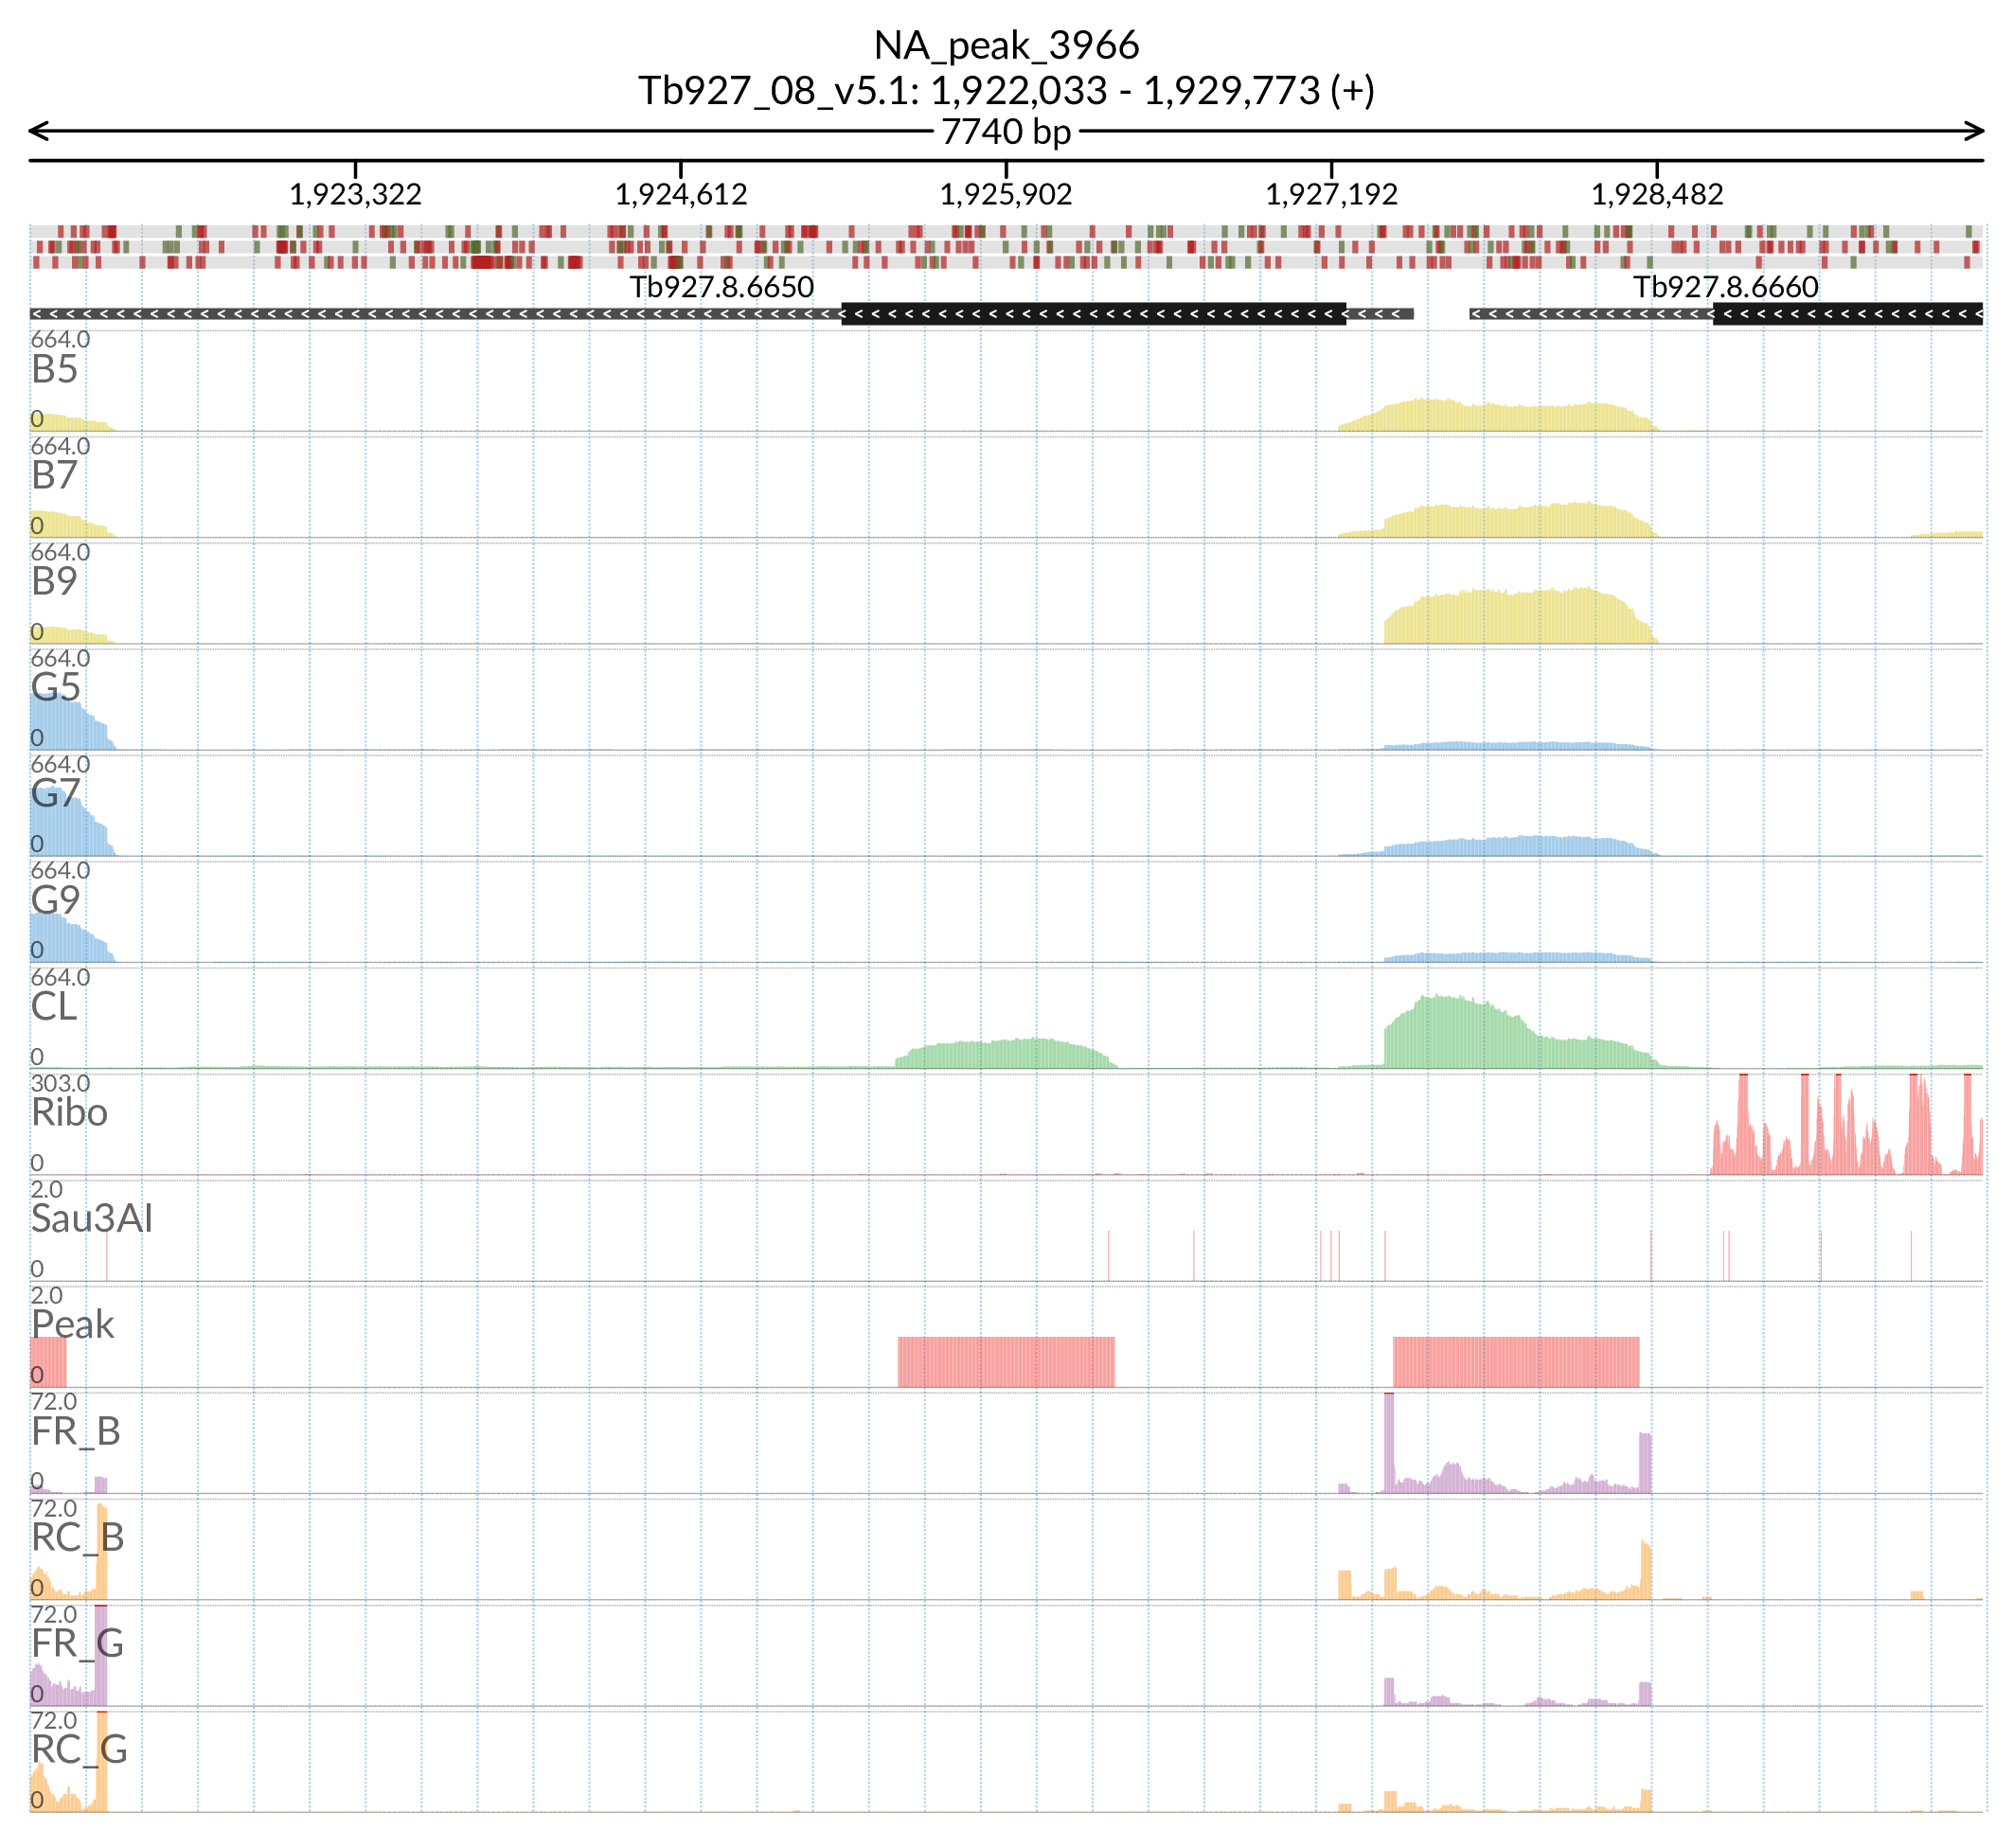 NA_peak_3966
Tb927_08_v5.1: 1,922,033 - 1,929,773 (+)
7740 bp
1,923,322 1,924,612 1,925,902 1,927,192 1,928,482
Tb927.8.6650 Tb927.8.6660
664.0
B5
0
664.0
B7
0
664.0
B9
0
664.0
G5
0
664.0
G7
0
664.0
G9
0
664.0
CL
0
303.0
Ribo
0
2.0
Sau3AI
0
2.0
Peak
0
72.0
FR_B
0
72.0
RC_B
0
72.0
FR_G
0
72.0
RC_G
0